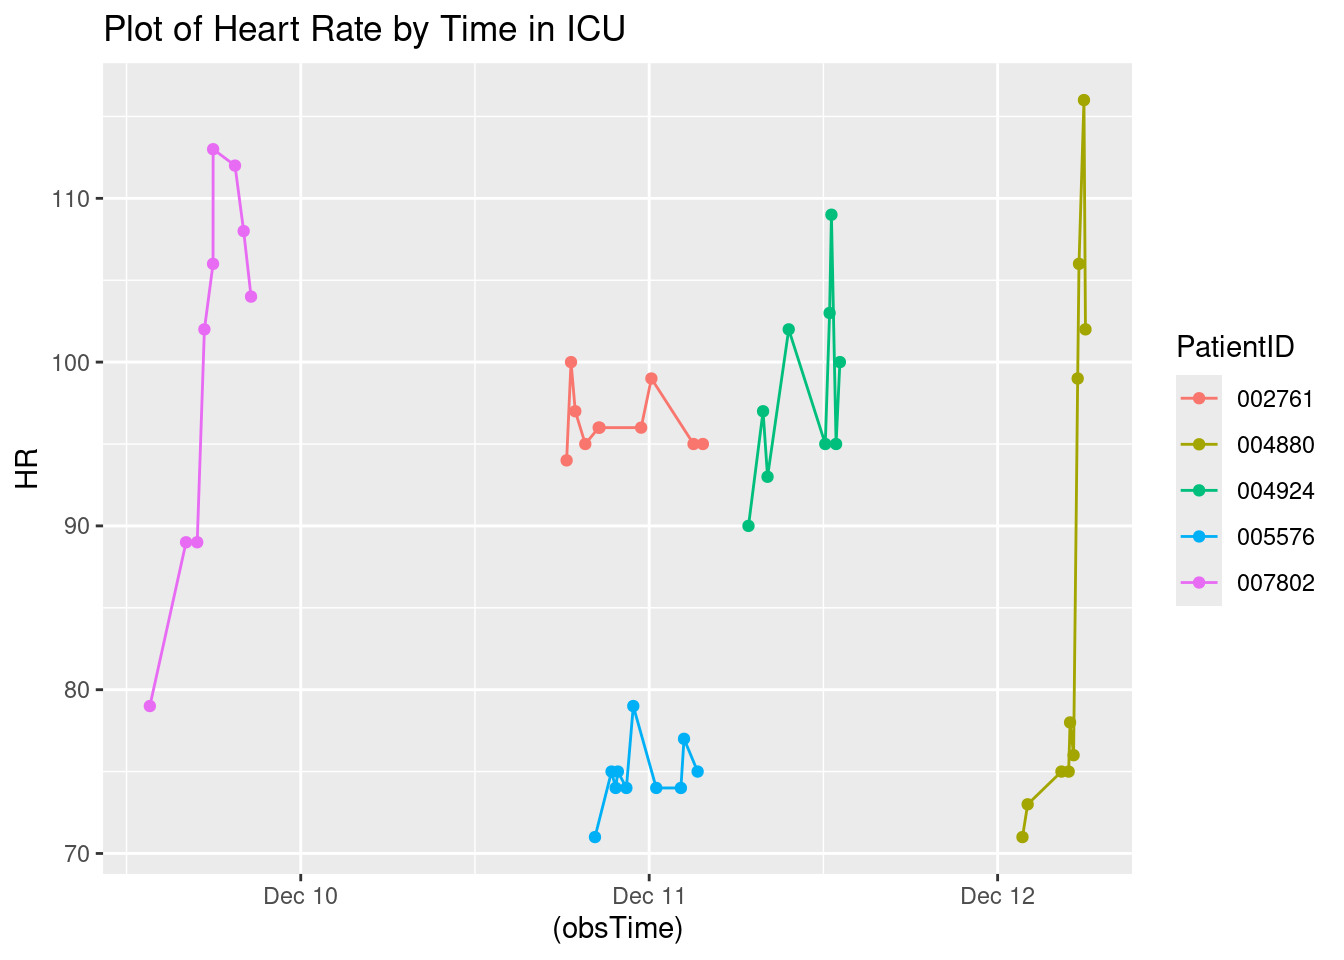 Plot of Heart Rate by Time in ICU
HR
110
100
90
80
70
Dec 10
Dec 11
Dec 12
(obsTime)
PatientID
002761
004880
004924
005576
007802